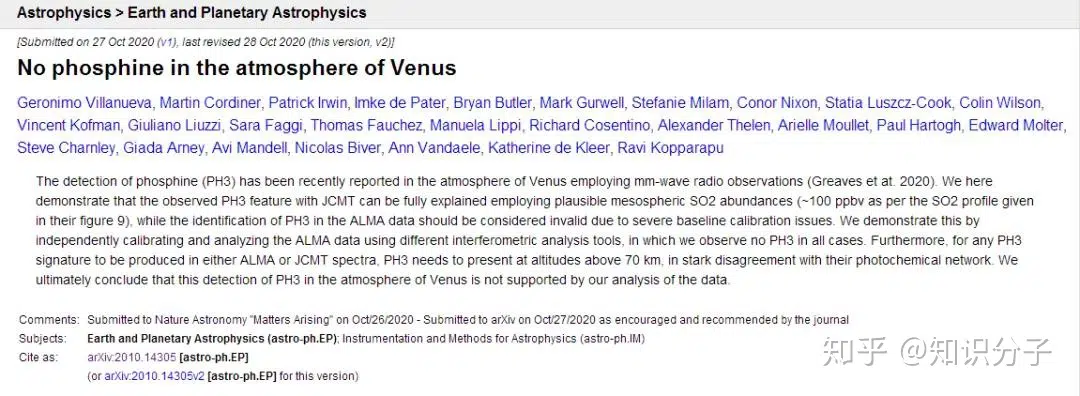 Astrophysics > Earth and Planetary Astrophysics
[Submitted on 27 Oct 2020 (v1), last revised 28 Oct 2020 (this version, v2)]
No phosphine in the atmosphere of Venus
Geronimo Villanueva, Martin Cordiner, Patrick Irwin, Imke de Pater, Bryan Butler, Mark Gurwell, Stefanie Milam, Conor Nixon, Statia Luszcz-Cook, Colin Wilson,
Vincent Kofman, Giuliano Liuzzi, Sara Faggi, Thomas Fauchez, Manuela Lippi, Richard Cosentino, Alexander Thelen, Arielle Moullet, Paul Hartogh, Edward Molter,
Steve Charnley, Giada Arney, Avi Mandell, Nicolas Biver, Ann Vandaele, Katherine de Kleer, Ravi Kopparapu
The detection of phosphine (PH3) has been recently reported in the atmosphere of Venus employing mm-wave radio observations (Greaves et at. 2020). We here
demonstrate that the observed PH3 feature with JCMT can be fully explained employing plausible mesospheric SO2 abundances (~100 ppbv as per the SO2 profile given
in their figure 9), while the identification of PH3 in the ALMA data should be considered invalid due to severe baseline calibration issues. We demonstrate this by
independently calibrating and analyzing the ALMA data using different interferometric analysis tools, in which we observe no PH3 in all cases. Furthermore, for any PH3
signature to be produced in either ALMA or JCMT spectra, PH3 needs to present at altitudes above 70 km, in stark disagreement with their photochemical network. We
ultimately conclude that this detection of PH3 in the atmosphere of Venus is not supported by our analysis of the data.
Comments: Submitted to Nature Astronomy "Matters Arising" on Oct/26/2020 - Submitted to arXiv on Oct/27/2020 as encouraged and recommended by the journal
Subjects: Earth and Planetary Astrophysics (astro-ph.EP); Instrumentation and Methods for Astrophysics (astro-ph.IM)
Cite as: arXiv:2010.14305 [astro-ph.EP]
(or arXiv:2010.14305v2 [astro-ph.EP] for this version)
知乎 @知识分子